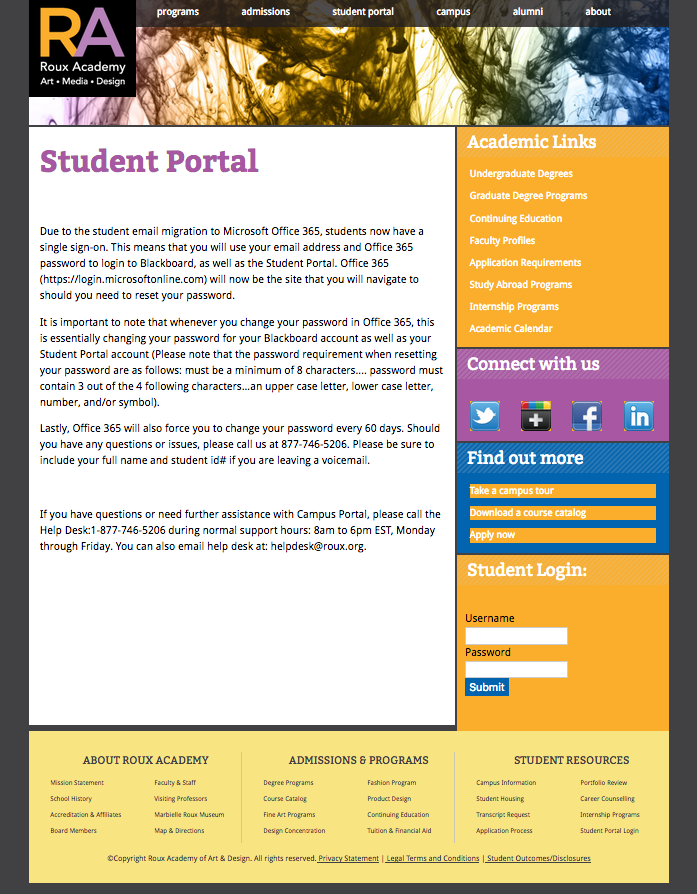 RA
Roux Academy
Art • Media • Design
programs admissions student portal campus alumni about
Student Portal
Due to the student email migration to Microsoft Office 365, students now have a
single sign-on. This means that you will use your email address and Office 365
password to login to Blackboard, as well as the Student Portal. Office 365
(https://login.microsoftonline.com) will now be the site that you will navigate to
should you need to reset your password.
It is important to note that whenever you change your password in Office 365, this
is essentially changing your password for your Blackboard account as well as your
Student Portal account (Please note that the password requirement when resetting
your password are as follows: must be a minimum of 8 characters.... password must
contain 3 out of the 4 following characters...an upper case letter, lower case letter,
number, and/or symbol).
Lastly, Office 365 will also force you to change your password every 60 days. Should
you have any questions or issues, please call us at 877-746-5206. Please be sure to
include your full name and student id# if you are leaving a voicemail.
If you have questions or need further assistance with Campus Portal, please call the
Help Desk:1-877-746-5206 during normal support hours: 8am to 6pm EST, Monday
through Friday. You can also email help desk at: helpdesk@roux.org.
Academic Links
Undergraduate Degrees
Graduate Degree Programs
Continuing Education
Faculty Profiles
Application Requirements
Study Abroad Programs
Internship Programs
Academic Calendar
Connect with us
Find out more
Take a campus tour
Download a course catalog
Apply now
Student Login:
Username
Password
Submit
ABOUT ROUX ACADEMY
Mission Statement Faculty & Staff
School History Visiting Professors
Accreditation & Affiliates Marbielle Roux Museum
Board Members Map & Directions
ADMISSIONS & PROGRAMS
Degree Programs Fashion Program
Course Catalog Product Design
Fine Art Programs Continuing Education
Design Concentration Tuition & Financial Aid
STUDENT RESOURCES
Campus Information Portfolio Review
Student Housing Career Counselling
Transcript Request Internship Programs
Application Process Student Portal Login
©Copyright Roux Academy of Art & Design. All rights reserved. Privacy Statement | Legal Terms and Conditions | Student Outcomes/Disclosures